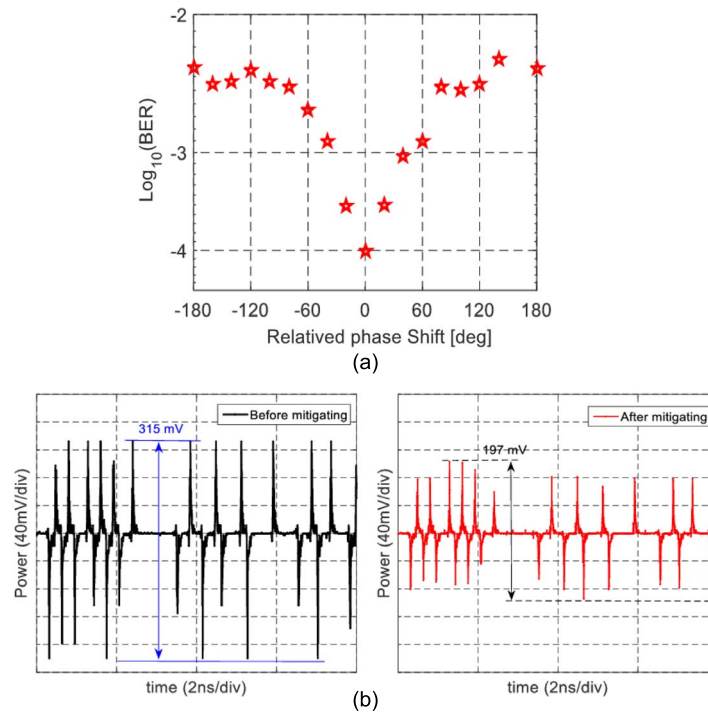 -2
-3
-4
Log10(BER)
-180 -120 -60 0 60 120 180
Relatived phase Shift [deg]
(a)
Before mitigating
315 mV
Power (40mV/div)
time (2ns/div)
After mitigating
197 mV
Power (40mV/div)
time (2ns/div)
(b)